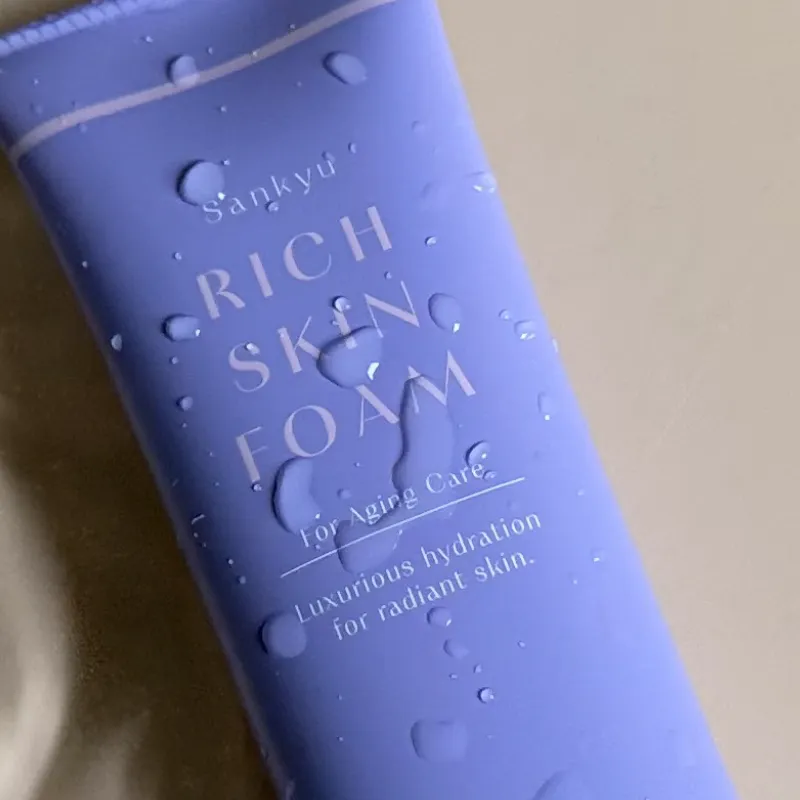 Sankyu
RICH
SKIN
FOAM
For Aging Care
Luxurious hydration
for radiant skin.